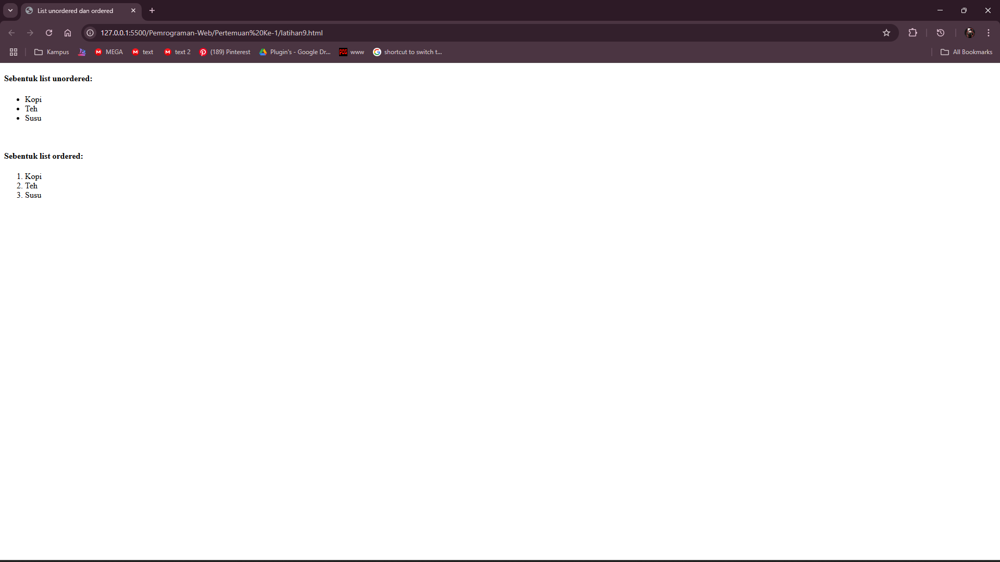 List unordered dan ordered
127.0.0.1:5500/Pemrograman-Web/Pertemuan%20Ke-1/latihan9.html
Kampus MEGA text text 2 (189) Pinterest Plugin's - Google Dr... www shortcut to switch t... All Bookmarks
Sebentuk list unordered:
• Kopi
• Teh
• Susu
Sebentuk list ordered:
1. Kopi
2. Teh
3. Susu